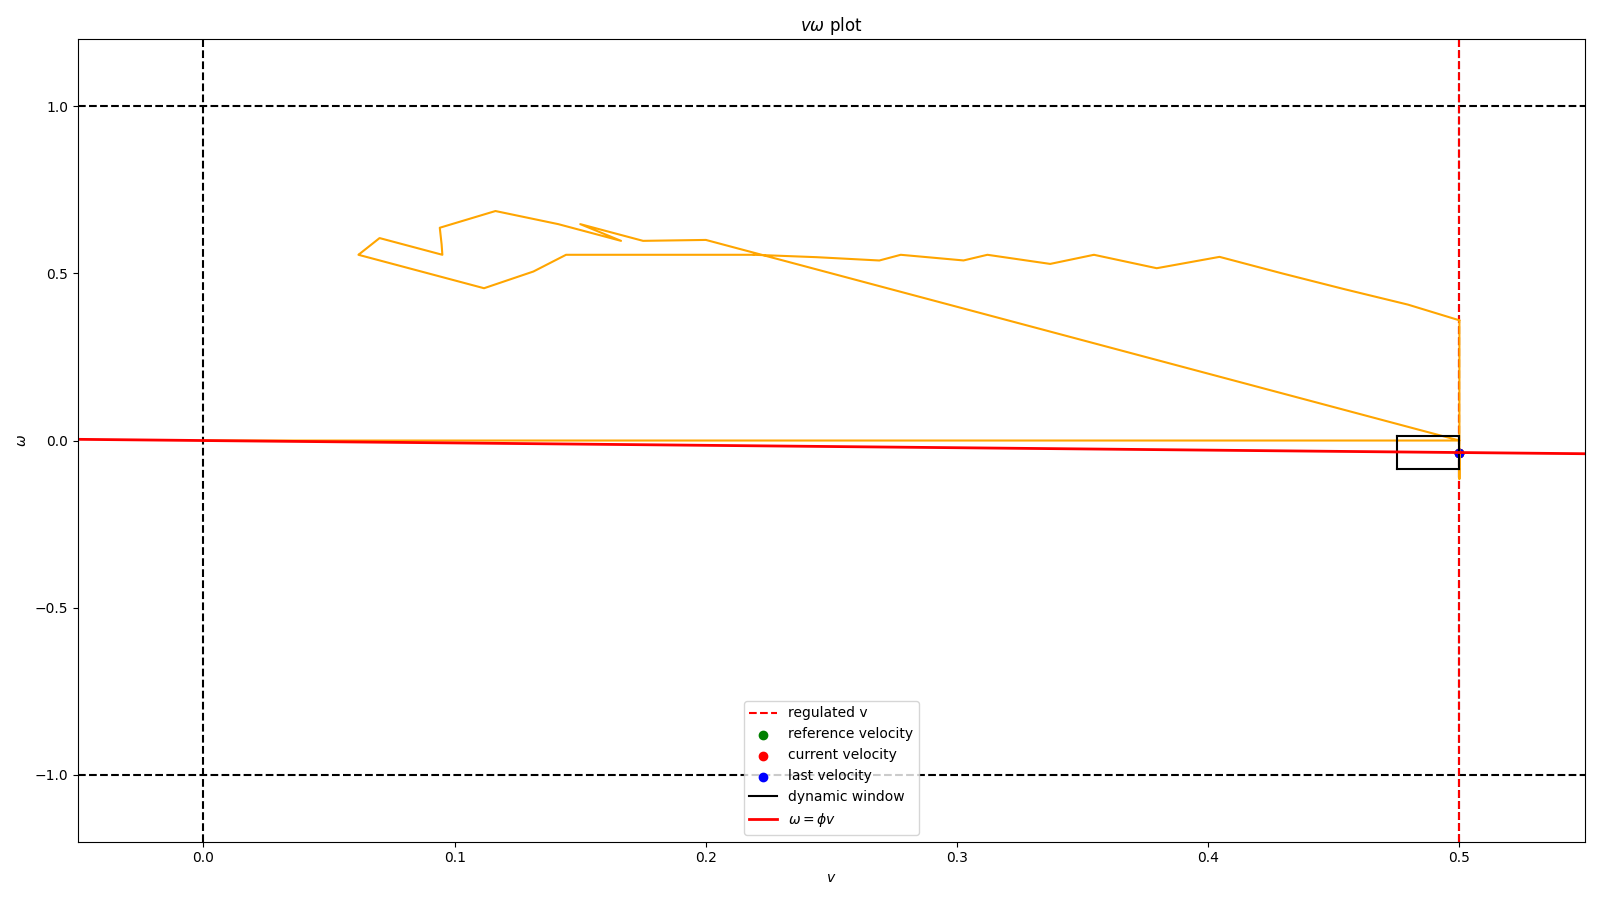 vω plot
1.0
0.5
0.0
−0.5
−1.0
ω
0.0 0.1 0.2 0.3 0.4 0.5
v
regulated v
reference velocity
current velocity
last velocity
dynamic window
ω = ϕv